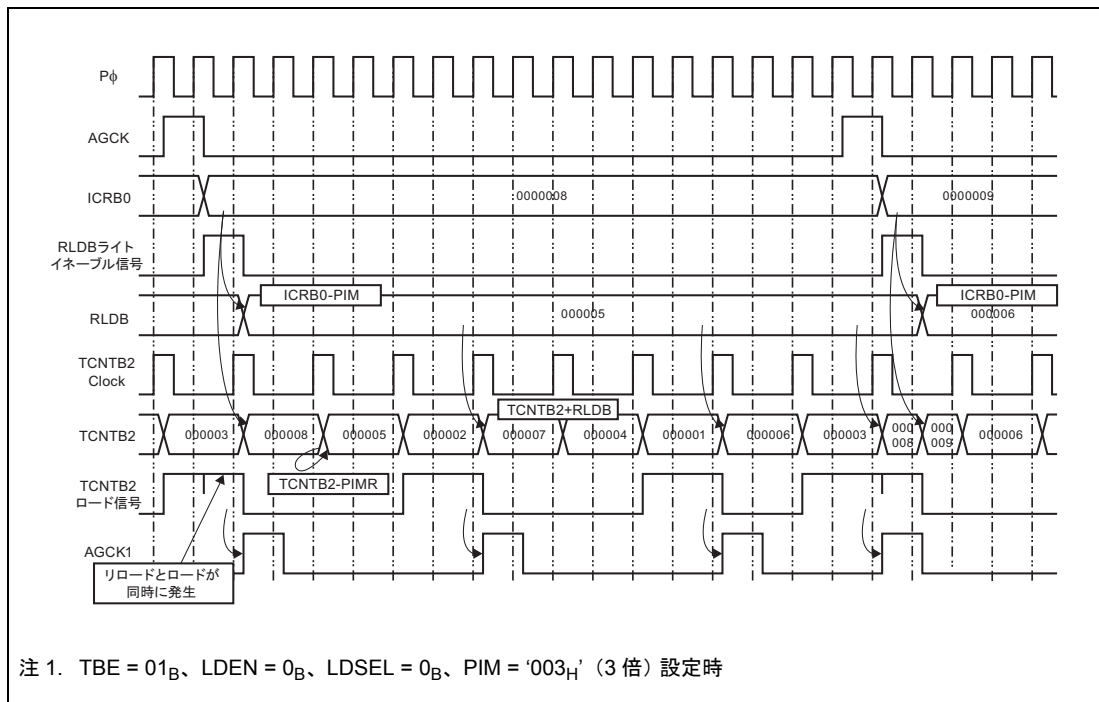 Pϕ
AGCK
ICRB0
0000008
0000009
RLDBライト
イネーブル信号
ICRB0-PIM
ICRB0-PIM
RLDB
000005
000006
TCNTB2
Clock
TCNTB2+RLDB
TCNTB2
000003
000008
000005
000002
000007
000004
000001
000006
000003
000
008
000
009
000006
TCNTB2
ロード信号
TCNTB2-PIMR
AGCK1
リロードとロードが
同時に発生
注 1. TBE = 01B、LDEN = 0B、LDSEL = 0B、PIM = ‘003H’（3 倍）設定時